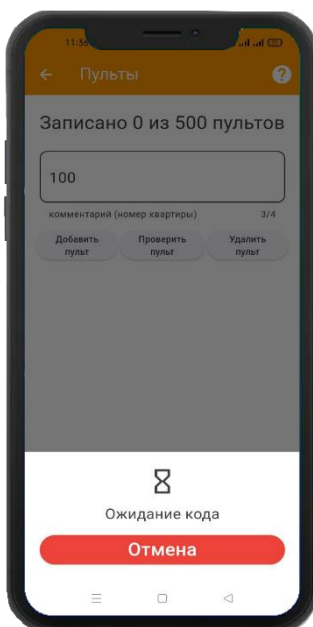 Пульты
?
Записано 0 из 500 пультов
100
комментарий (номер квартиры) 3/4
Добавить пульт
Проверить пульт
Удалить пульт
Ожидание кода
Отмена